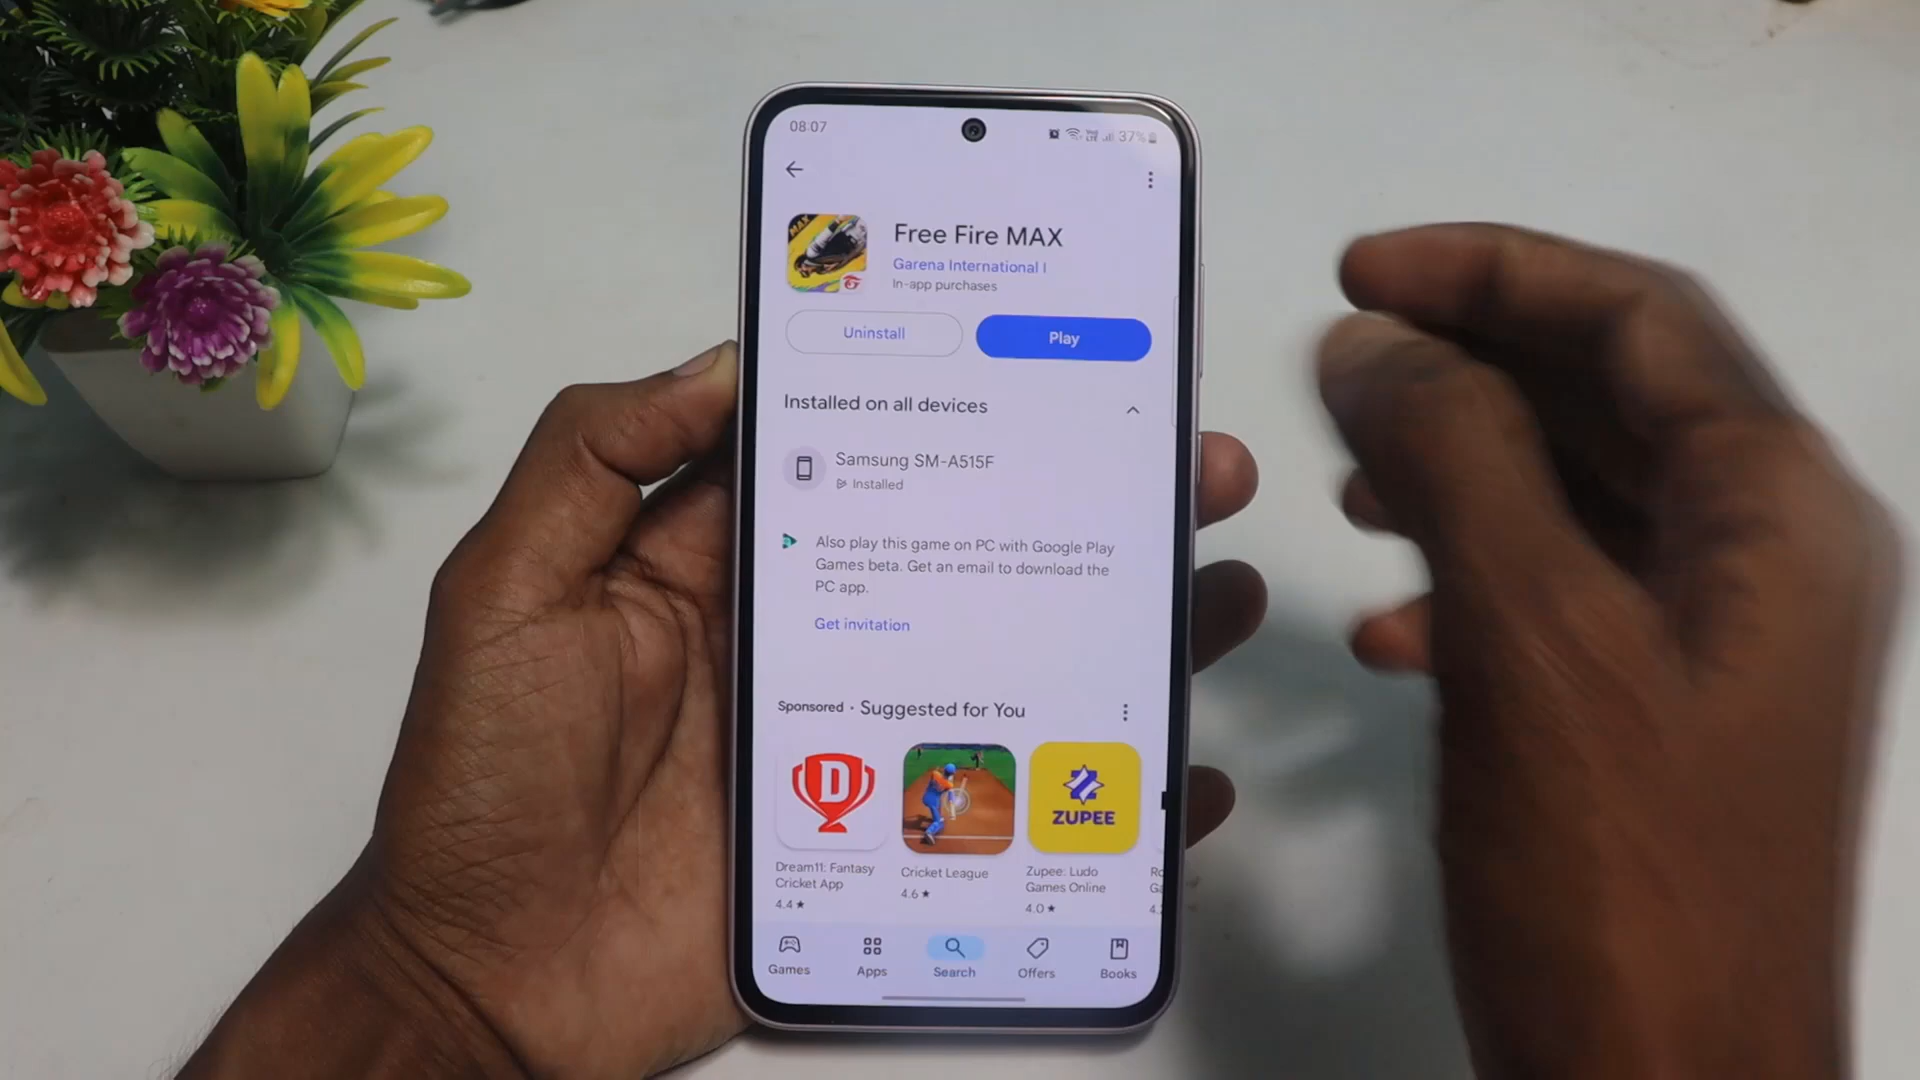 08:07
37%
Free Fire MAX
MAX
Garena International I
In-app purchases
Uninstall
Play
Installed on all devices
Samsung SM-A515F
Installed
Also play this game on PC with Google Play
Games beta. Get an email to download the
PC app.
Get invitation
Sponsored · Suggested for You
D
ZUPEE
Dream11: Fantasy
Cricket App
4.4★
Cricket League
4.6★
Zupee: Ludo
Games Online
4.0★
Games
Apps
Search
Offers
Books